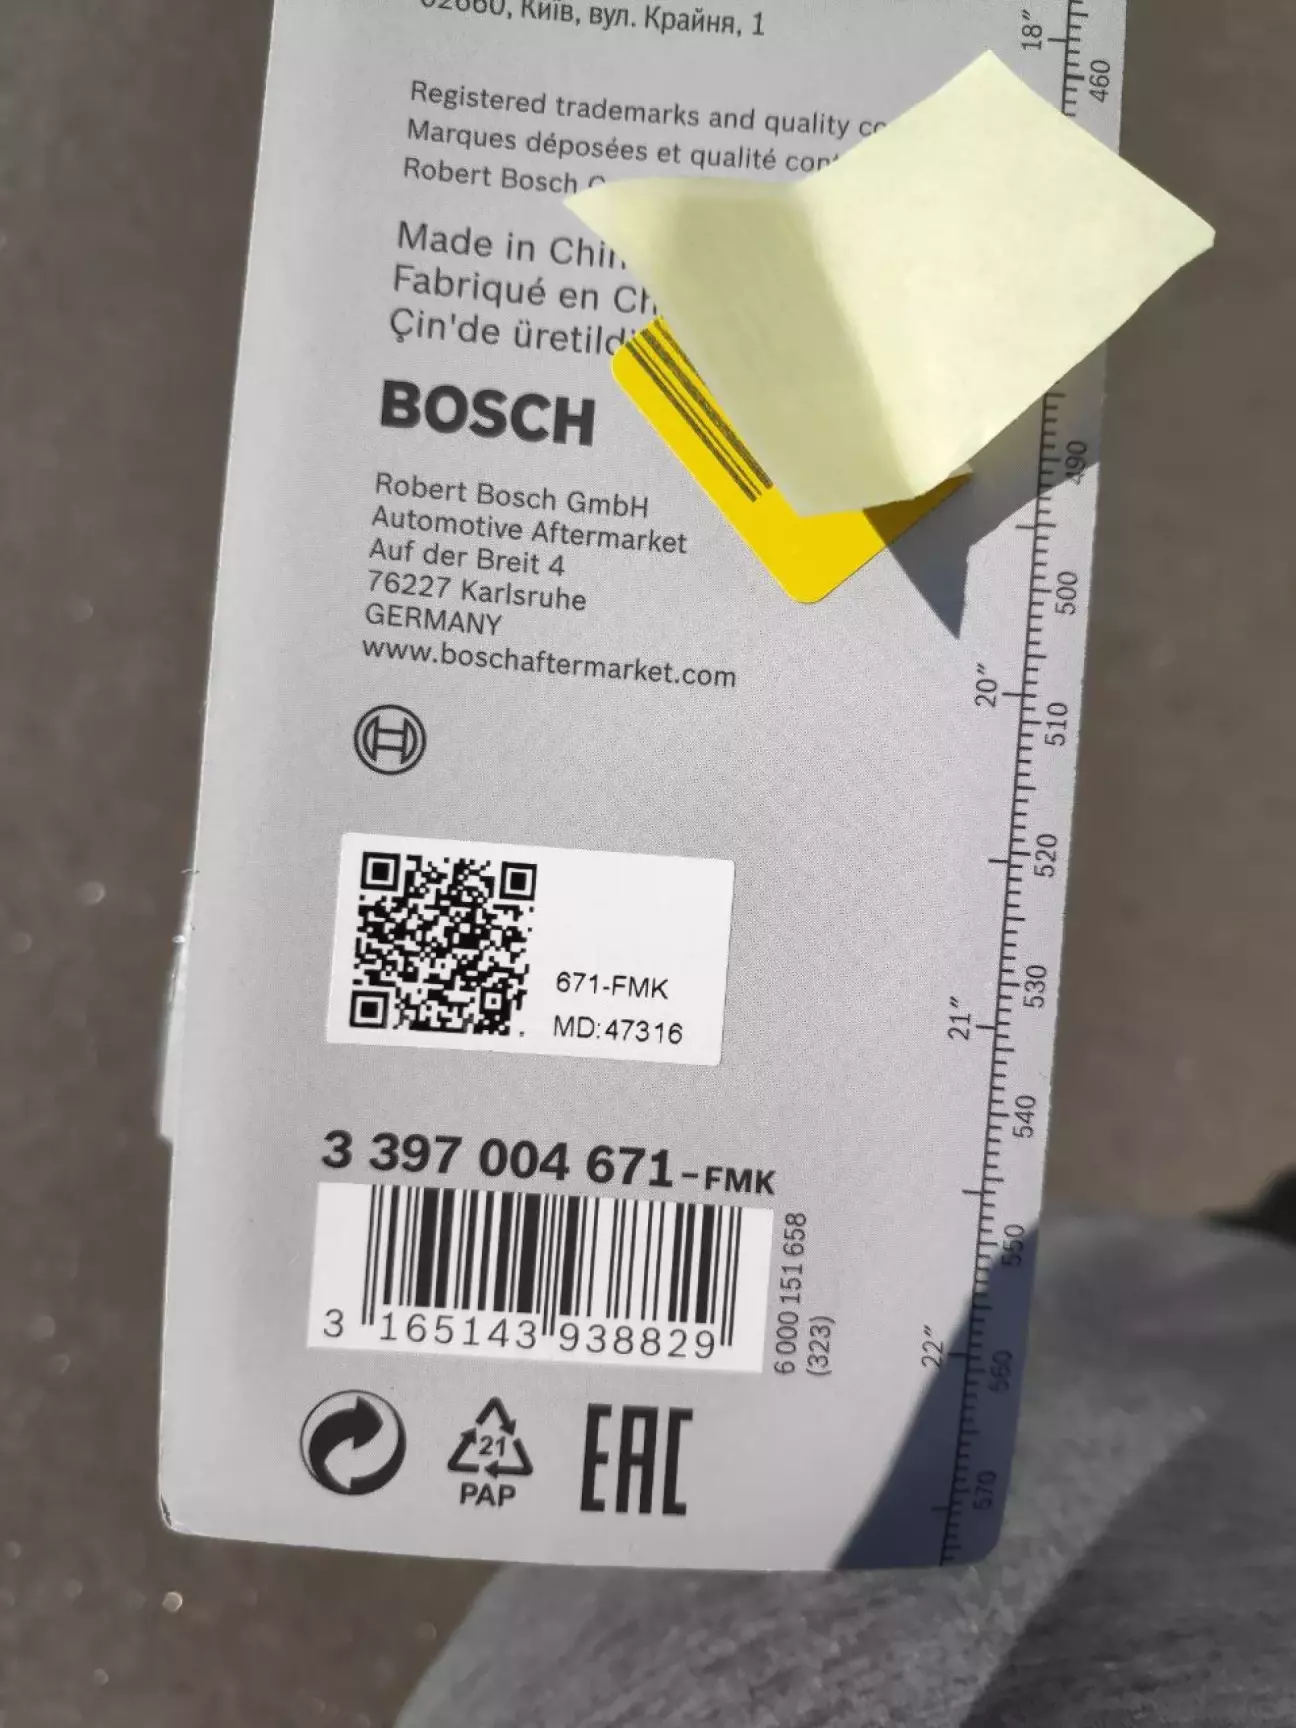 Київ, вул. Крайня, 1
Registered trademarks and quality
Marques déposées et qualité
Robert Bosch
Made in
Fabriqué en
Çin'de
BOSCH
Robert Bosch GmbH
Automotive Aftermarket
Auf der Breit 4
76227 Karlsruhe
GERMANY
www.boschaftermarket.com
671-FMK
MD:47316
3 397 004 671-FMK
3 165143 938829
6 000 151 658
(323)
21
PAP
EAC
18″
460
490
500
20″
510
520
530
21″
540
550
22″
560
570